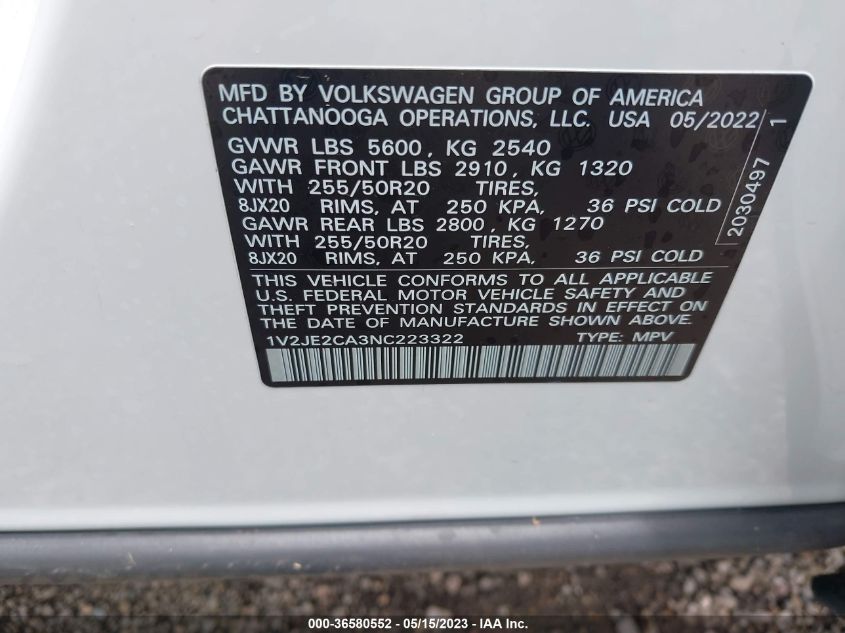 MFD BY VOLKSWAGEN GROUP OF AMERICA
CHATTANOOGA OPERATIONS, LLC. USA 05/2022
GVWR LBS 5600, KG 2540
GAWR FRONT LBS 2910, KG 1320
WITH 255/50R20 TIRES,
8JX20 RIMS, AT 250 KPA, 36 PSI COLD
GAWR REAR LBS 2800, KG 1270
WITH 255/50R20 TIRES,
8JX20 RIMS, AT 250 KPA, 36 PSI COLD
THIS VEHICLE CONFORMS TO ALL APPLICABLE
U.S. FEDERAL MOTOR VEHICLE SAFETY AND
THEFT PREVENTION STANDARDS IN EFFECT ON
THE DATE OF MANUFACTURE SHOWN ABOVE.
1V2JE2CA3NC223322 TYPE: MPV
2030497
1
000-36580552 - 05/15/2023 - IAA Inc.